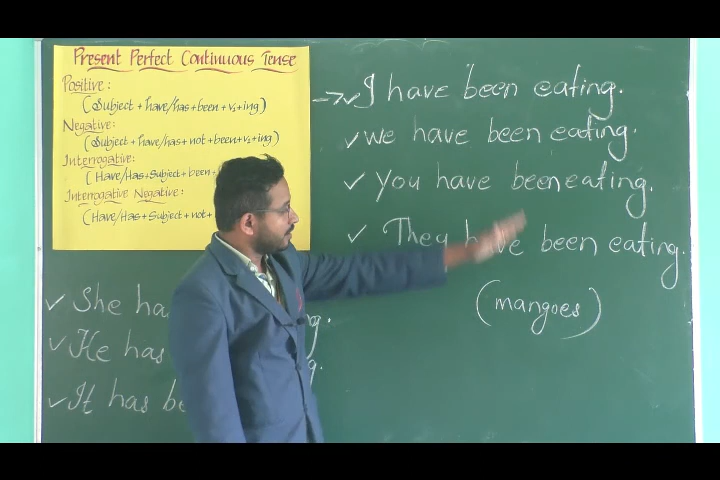 Present Perfect Continuous Tense
Positive:
(Subject + have/has + been + v₁ + ing)
Negative:
(Subject + have/has + not + been + v₁ + ing)
Interrogative:
(Have/Has + Subject + been +
Interrogative Negative:
(Have/Has + Subject + not +
→ ✓ I have been eating.
✓ we have been eating.
✓ You have been eating.
✓ They have been eating.
(mangoes)
✓ She
✓ He has
✓ It has